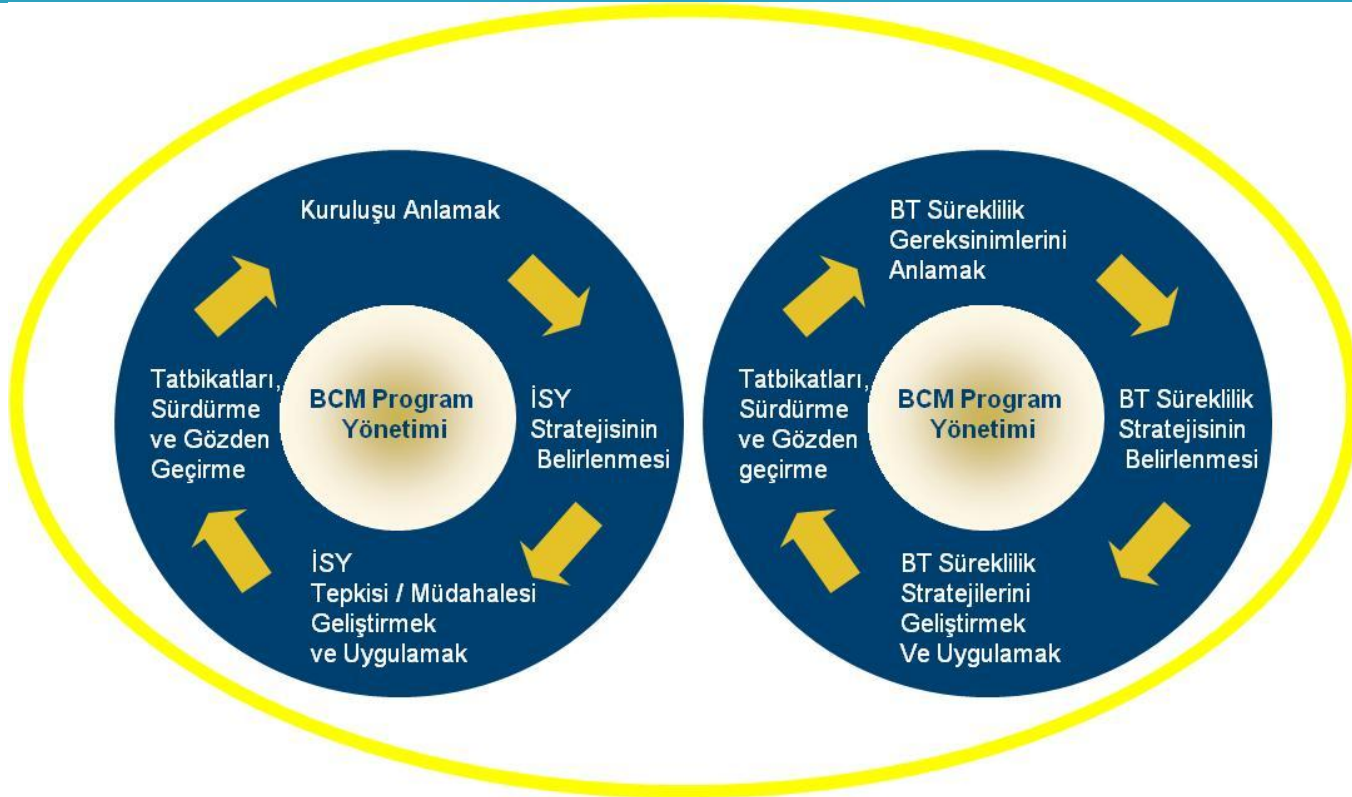 Kuruluşu Anlamak
İSY
Stratejisinin
Belirlenmesi
İSY
Tepkisi / Müdahalesi
Geliştirmek
ve Uygulamak
Tatbikatları,
Sürdürme
ve Gözden
Geçirme
BCM Program
Yönetimi
BT Süreklilik
Gereksinimlerini
Anlamak
BT Süreklilik
Stratejisinin
Belirlenmesi
BT Süreklilik
Stratejilerini
Geliştirmek
Ve Uygulamak
Tatbikatları,
Sürdürme
ve Gözden
geçirme
BCM Program
Yönetimi